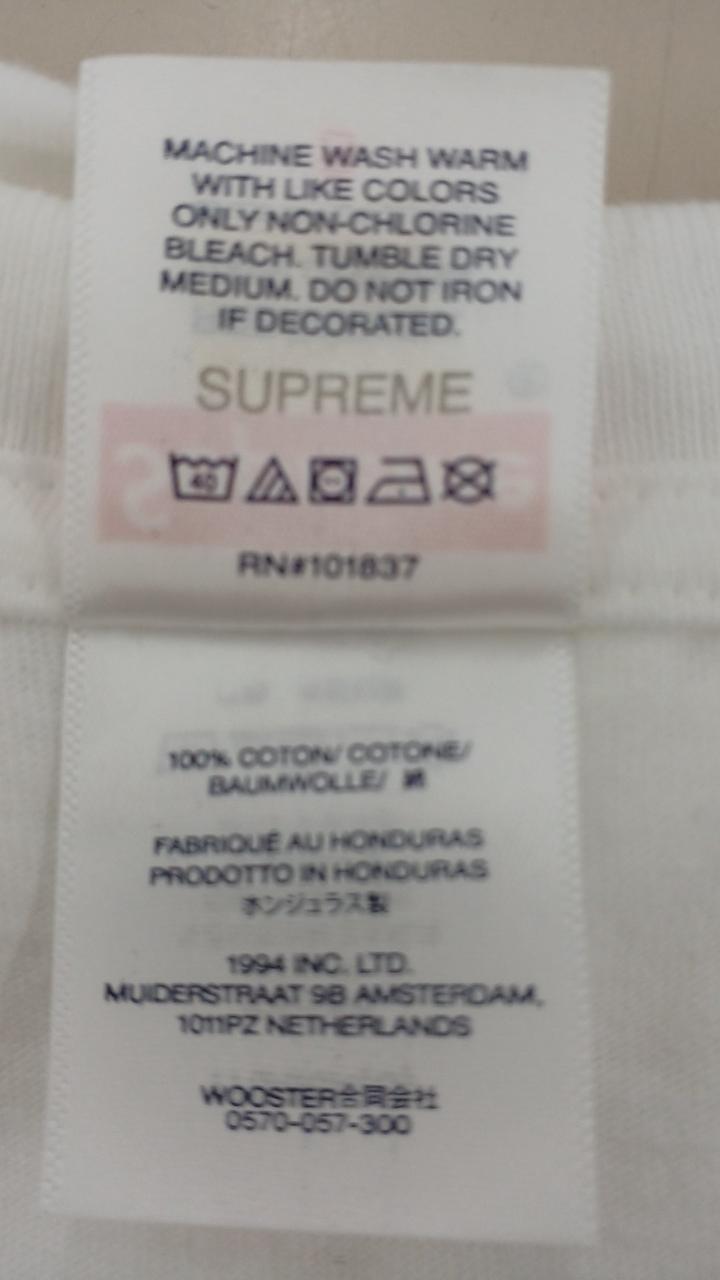 MACHINE WASH WARM
WITH LIKE COLORS
ONLY NON-CHLORINE
BLEACH. TUMBLE DRY
MEDIUM. DO NOT IRON
IF DECORATED.
SUPREME
40
RN#101837
100% COTON/ COTONE/
BAUMWOLLE/ 綿
FABRIQUÉ AU HONDURAS
PRODOTTO IN HONDURAS
ホンジュラス製
1994 INC. LTD.
MUIDERSTRAAT 9B AMSTERDAM,
1011PZ NETHERLANDS
WOOSTER合同会社
0570-057-300